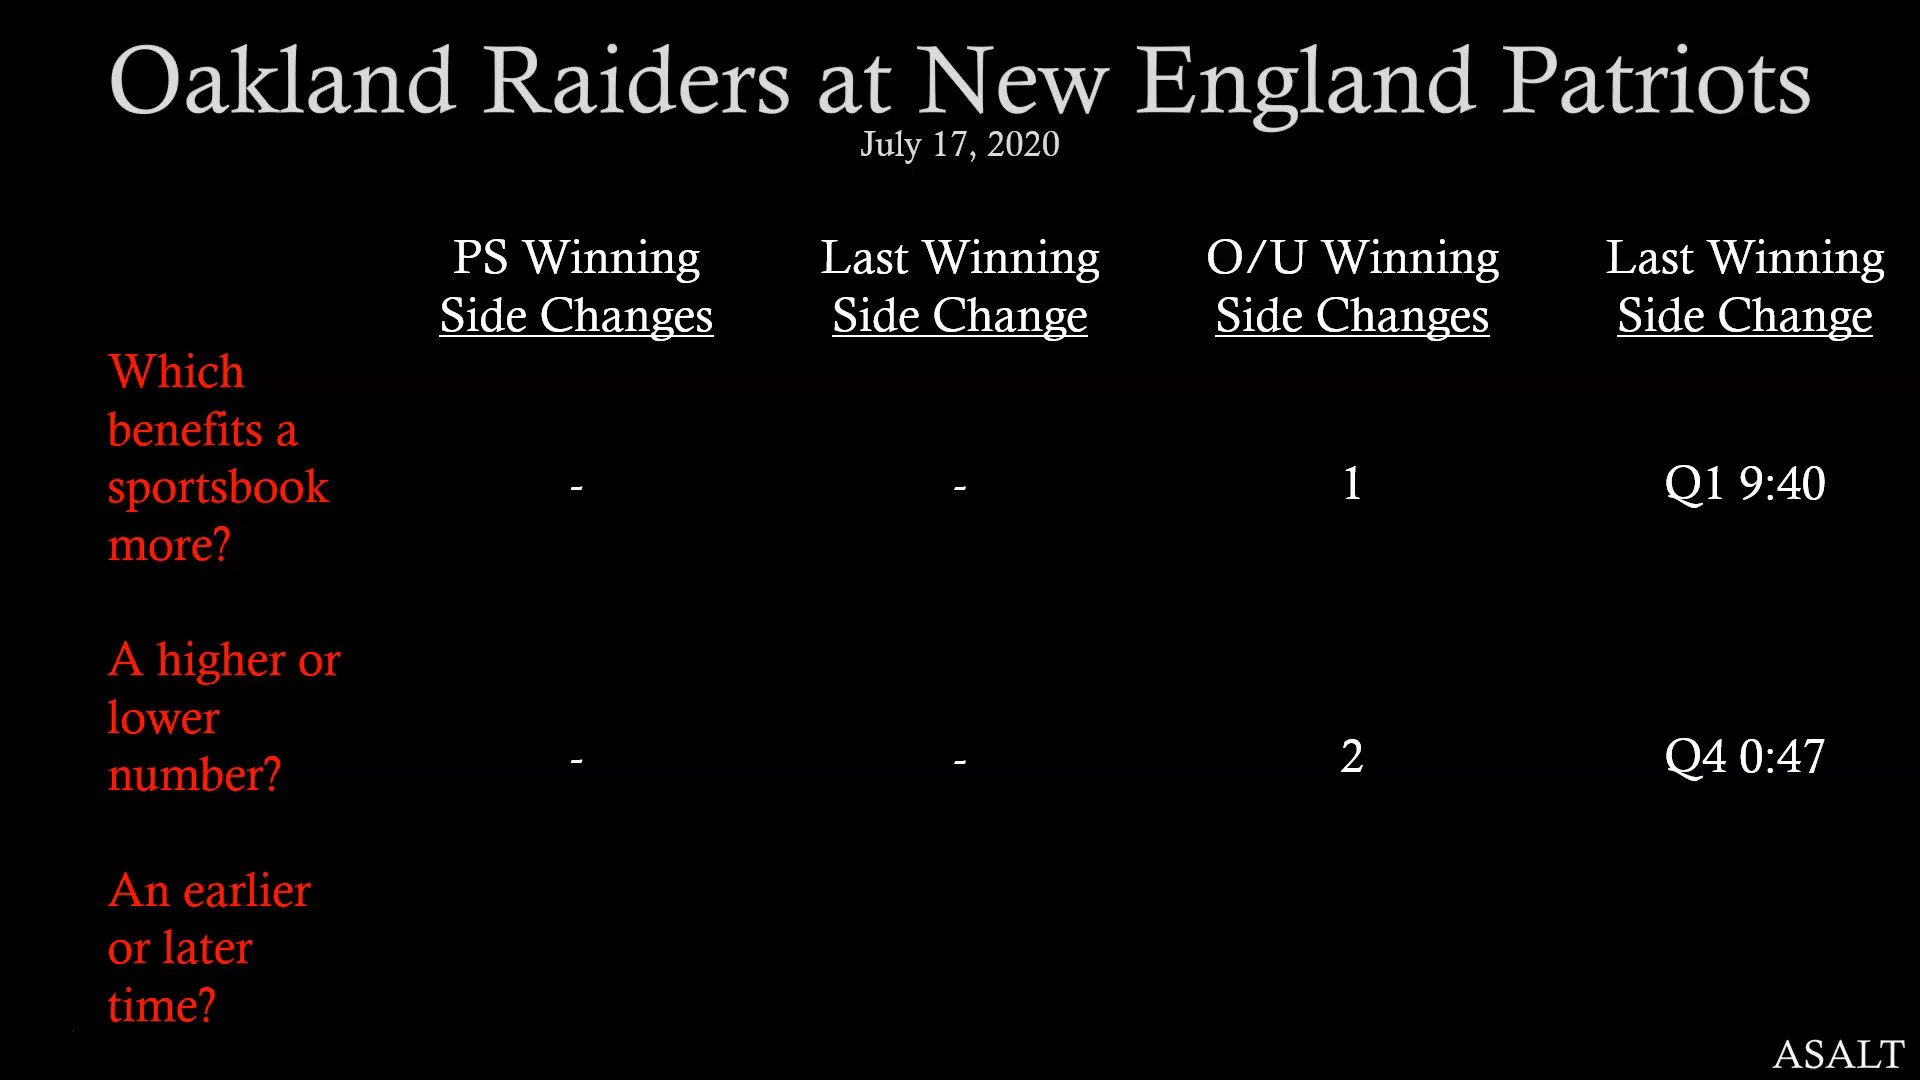 Oakland Raiders at New England Patriots
July 17, 2020
PS Winning Side Changes
Last Winning Side Change
O/U Winning Side Changes
Last Winning Side Change
Which
benefits a
sportsbook
more?
- - 1 Q1 9:40
A higher or
lower
number?
- - 2 Q4 0:47
An earlier
or later
time?
ASALT